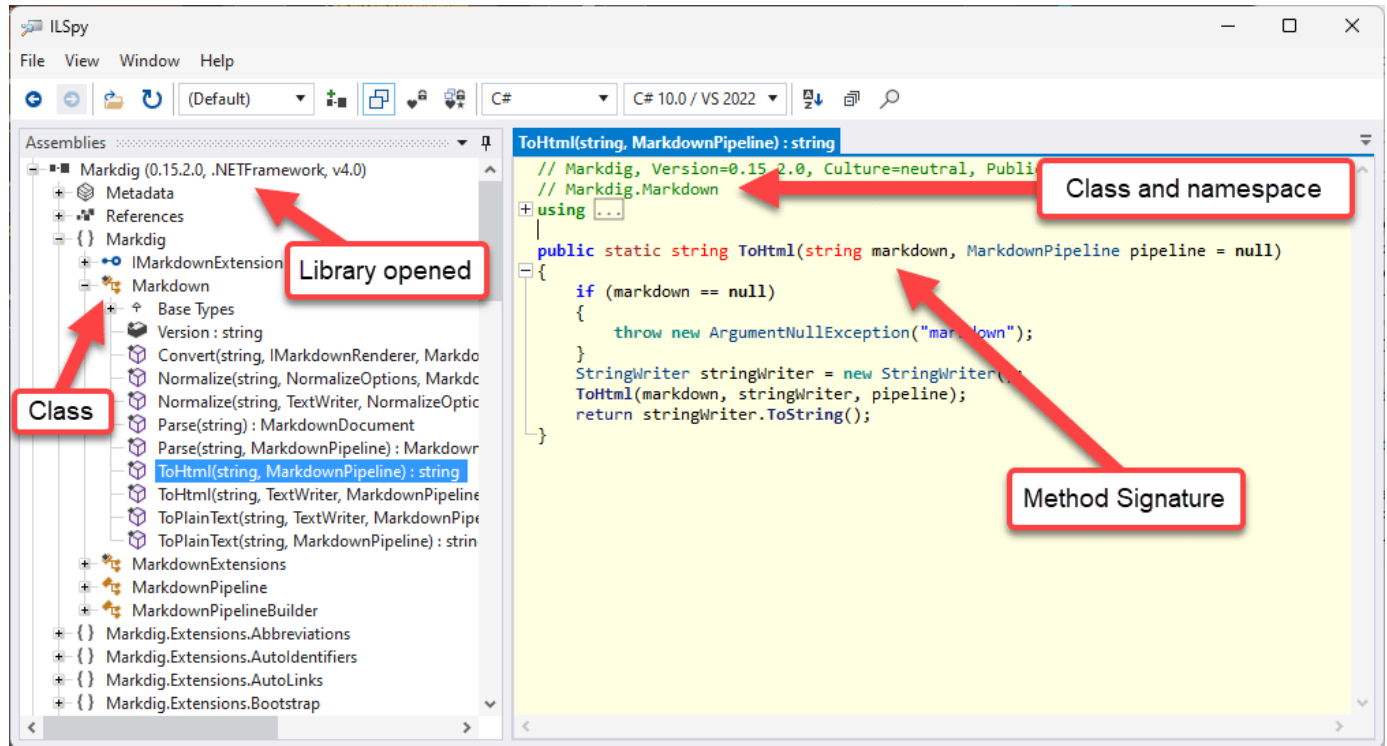 ILSpy
File View Window Help
(Default) C# C# 10.0 / VS 2022
Assemblies
Markdig (0.15.2.0, .NETFramework, v4.0)
Metadata
References
{ } Markdig
IMarkdownExtension
Markdown
Base Types
Version : string
Convert(string, IMarkdownRenderer, Markdo
Normalize(string, NormalizeOptions, Markdc
Normalize(string, TextWriter, NormalizeOptic
Parse(string) : MarkdownDocument
Parse(string, MarkdownPipeline) : Markdowr
ToHtml(string, MarkdownPipeline) : string
ToHtml(string, TextWriter, MarkdownPipeline
ToPlainText(string, TextWriter, MarkdownPipe
ToPlainText(string, MarkdownPipeline) : strin
MarkdownExtensions
MarkdownPipeline
MarkdownPipelineBuilder
{ } Markdig.Extensions.Abbreviations
{ } Markdig.Extensions.AutoIdentifiers
{ } Markdig.Extensions.AutoLinks
{ } Markdig.Extensions.Bootstrap
Library opened
Class
ToHtml(string, MarkdownPipeline) : string
// Markdig, Version=0.15.2.0, Culture=neutral, Publi
// Markdig.Markdown
using ...
public static string ToHtml(string markdown, MarkdownPipeline pipeline = null)
{
if (markdown == null)
{
throw new ArgumentNullException("markdown");
}
StringWriter stringWriter = new StringWriter();
ToHtml(markdown, stringWriter, pipeline);
return stringWriter.ToString();
}
Class and namespace
Method Signature